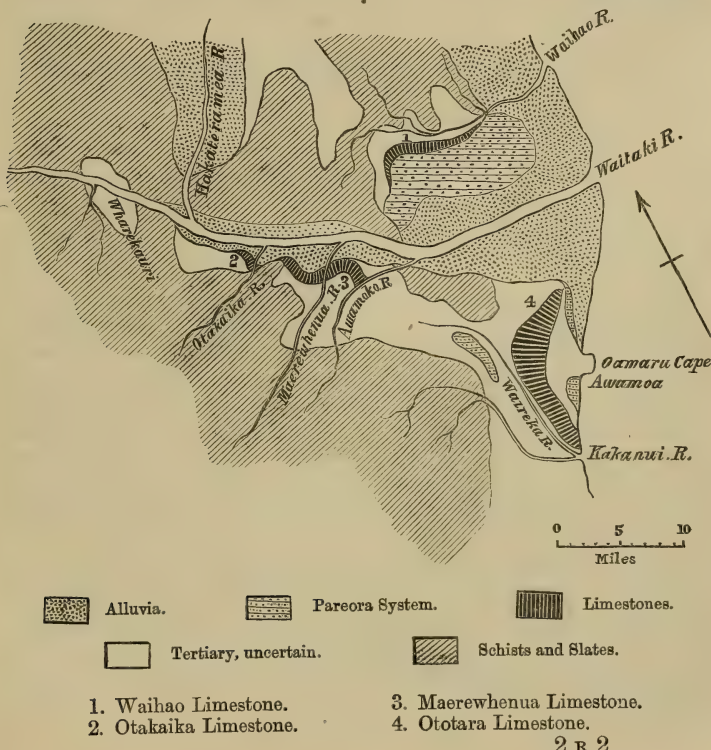 Waihao R.
Hakateramea R
1
Waitaki R.
Wharekauri
2
Otakaika R.
3
Maerewhenua R.
Awamoko R
4
Oamaru Cape
Awamoa
Waireka R.
Kakanui R.
0 5 10
Miles
Alluvia. Pareora System. Limestones.
Tertiary, uncertain. Schists and Slates.
1. Waihao Limestone. 3. Maerewhenua Limestone.
2. Otakaika Limestone. 4. Ototara Limestone.
2 R 2